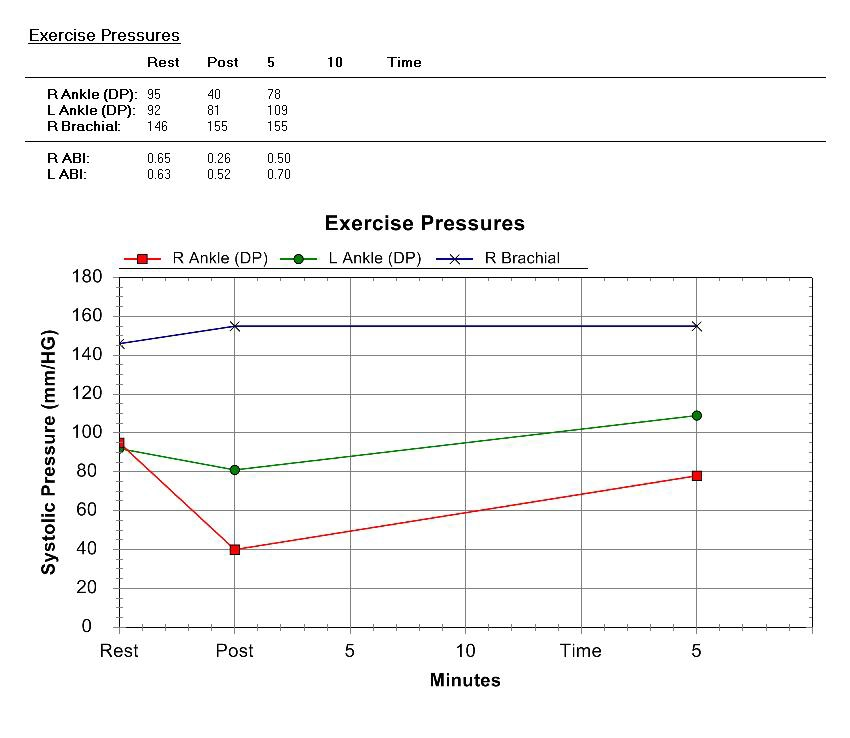 Exercise Pressures
Rest Post 5 10 Time
R Ankle (DP): 95 40 78
L Ankle (DP): 92 81 109
R Brachial: 146 155 155
R ABI: 0.65 0.26 0.50
L ABI: 0.63 0.52 0.70
Exercise Pressures
R Ankle (DP) L Ankle (DP) R Brachial
180
160
140
120
100
80
60
40
20
0
Systolic Pressure (mm/HG)
Rest Post 5 10 Time 5
Minutes